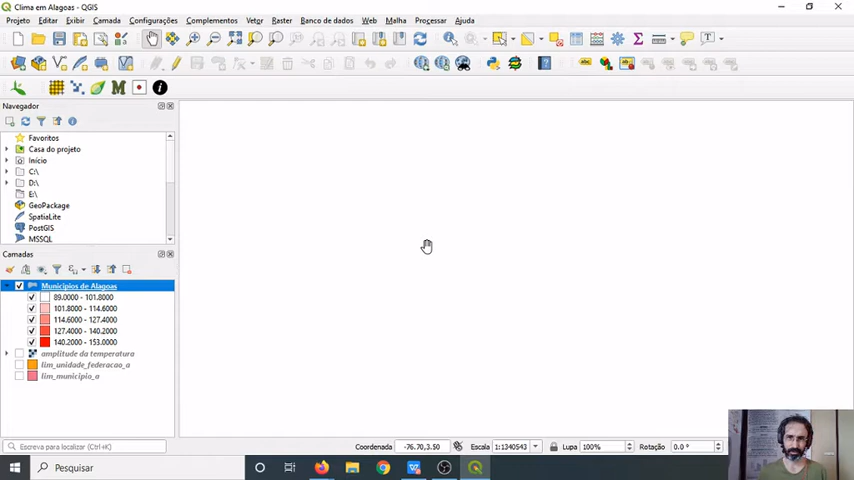 Clima em Alagoas - QGIS
Projeto Editar Exibir Camada Configurações Complementos Vetor Raster Banco de dados Web Malha Processar Ajuda
Navegador
Favoritos
Casa do projeto
Início
C:\
D:\
E:\
GeoPackage
SpatiaLite
PostGIS
MSSQL
Camadas
Municípios de Alagoas
89.0000 - 101.8000
101.8000 - 114.6000
114.6000 - 127.4000
127.4000 - 140.2000
140.2000 - 153.0000
amplitude da temperatura
lim_unidade_federacao_a
lim_municipio_a
Escreva para localizar (Ctrl+K)
Coordenada -76.70,3.50 Escala 1:1340543 Lupa 100% Rotação 0.0 °
Pesquisar